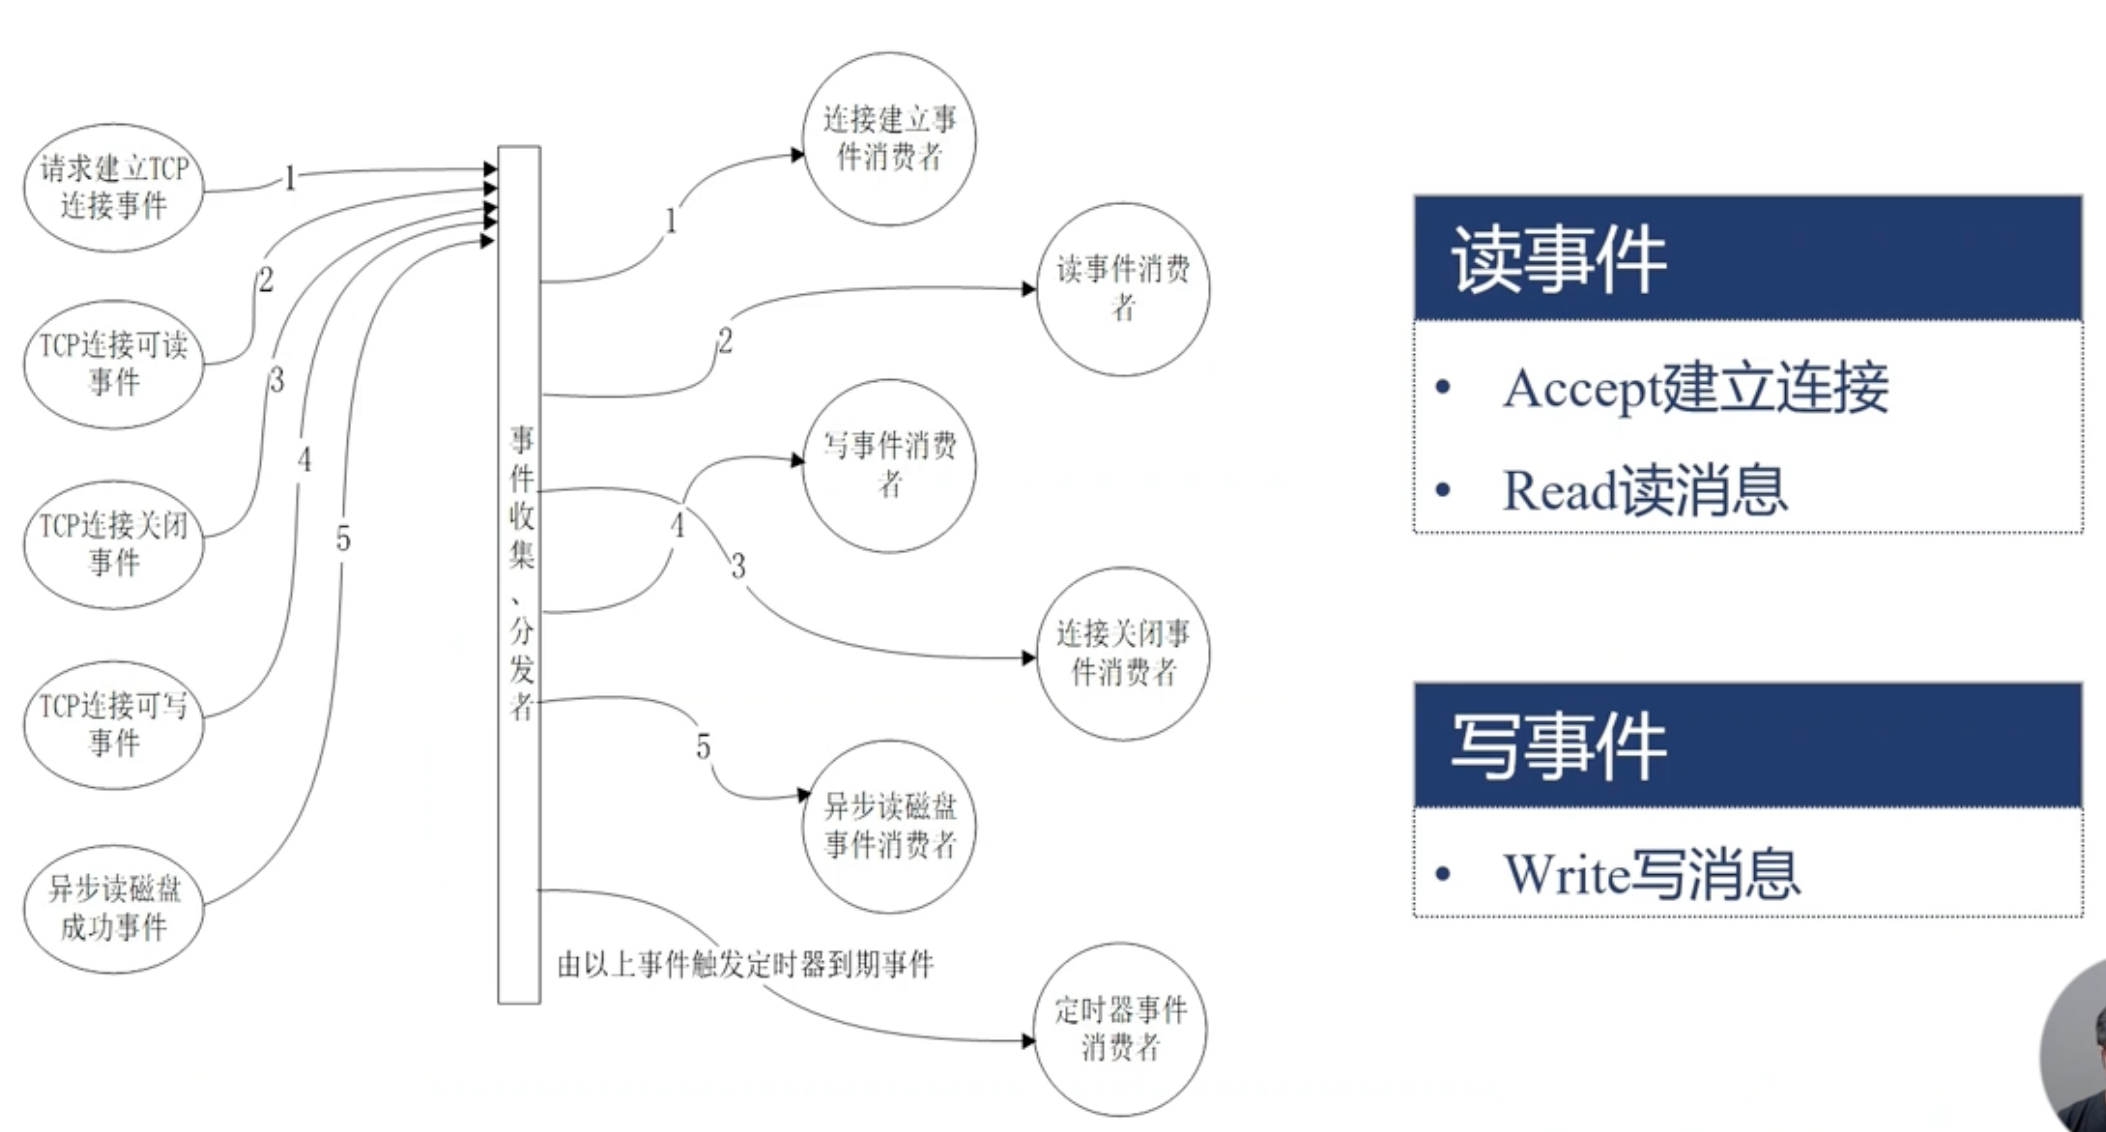 请求建立TCP
连接事件
TCP连接可读
事件
TCP连接关闭
事件
TCP连接可写
事件
异步读磁盘
成功事件
1
2
3
4
5
事件收集、分发者
1
2
4
3
5
由以上事件触发定时器到期事件
连接建立事
件消费者
读事件消费
者
写事件消费
者
连接关闭事
件消费者
异步读磁盘
事件消费者
定时器事件
消费者
读事件
• Accept建立连接
• Read读消息
写事件
• Write写消息